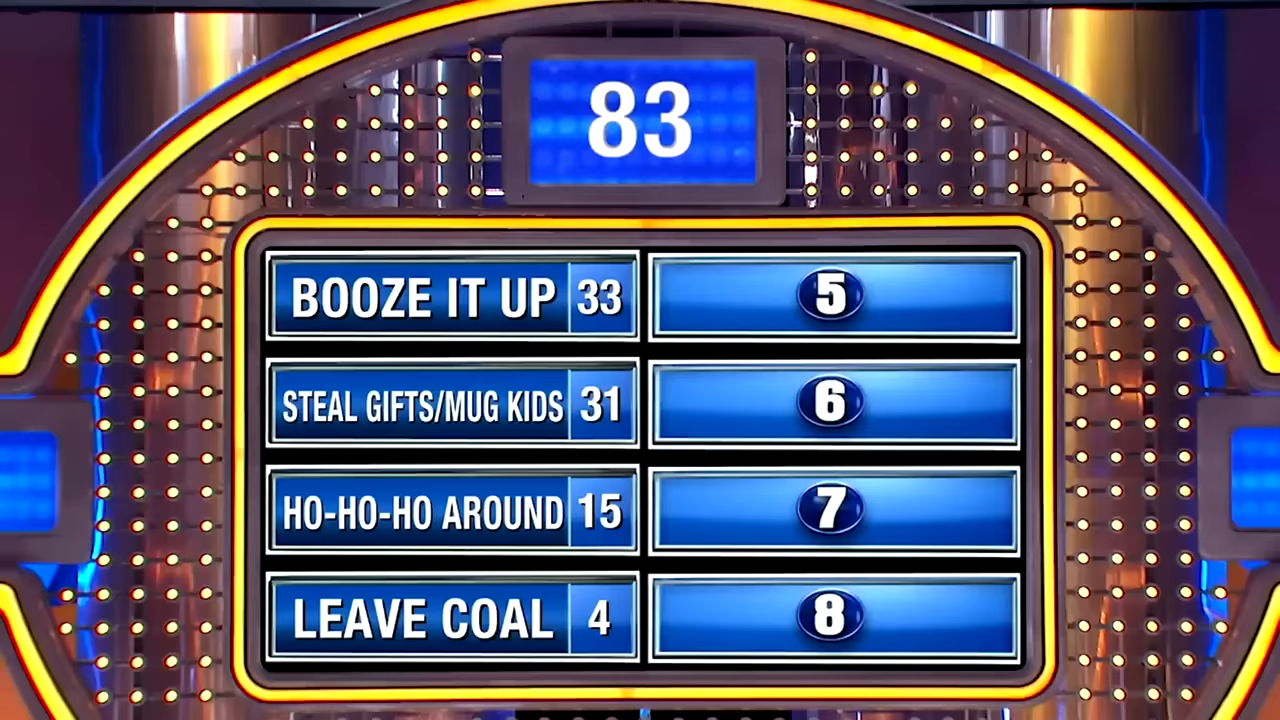 83
BOOZE IT UP 33
5
STEAL GIFTS/MUG KIDS 31
6
HO-HO-HO AROUND 15
7
LEAVE COAL 4
8